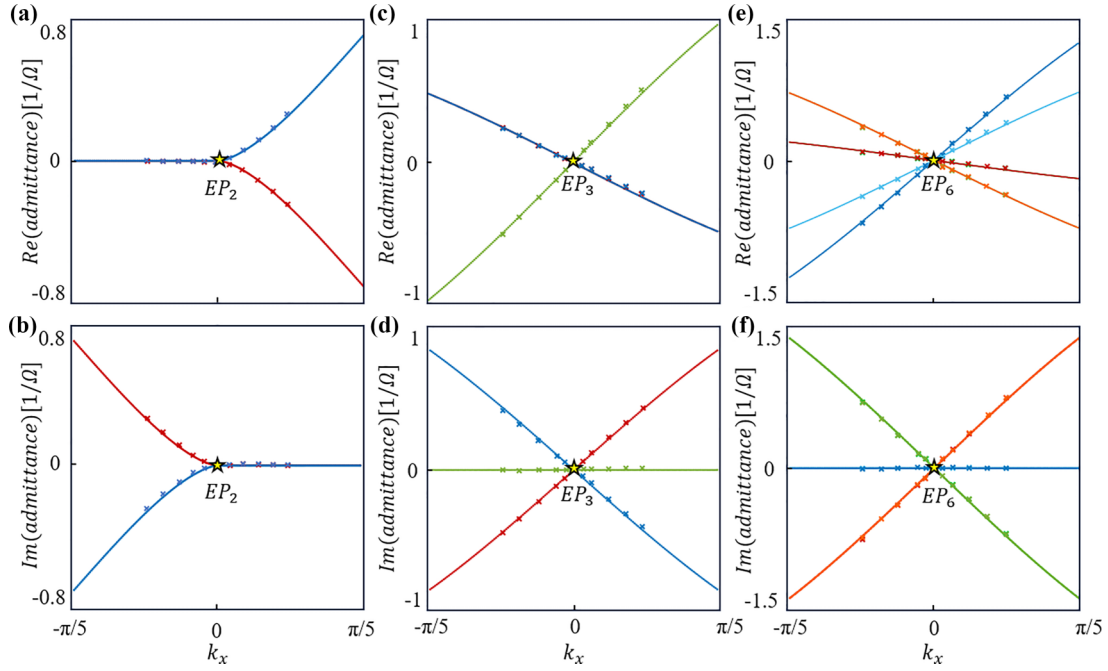 (a)
0.8
0
-0.8
Re(admittance)[1/Ω]
EP₂
(c)
1
0
-1
Re(admittance)[1/Ω]
EP₃
(e)
1.5
0
-1.5
Re(admittance)[1/Ω]
EP₆
(b)
0.8
0
-0.8
Im(admittance)[1/Ω]
EP₂
-π/5 0 π/5
kₓ
(d)
1
0
-1
Im(admittance)[1/Ω]
EP₃
-π/5 0 π/5
kₓ
(f)
1.5
0
-1.5
Im(admittance)[1/Ω]
EP₆
-π/5 0 π/5
kₓ